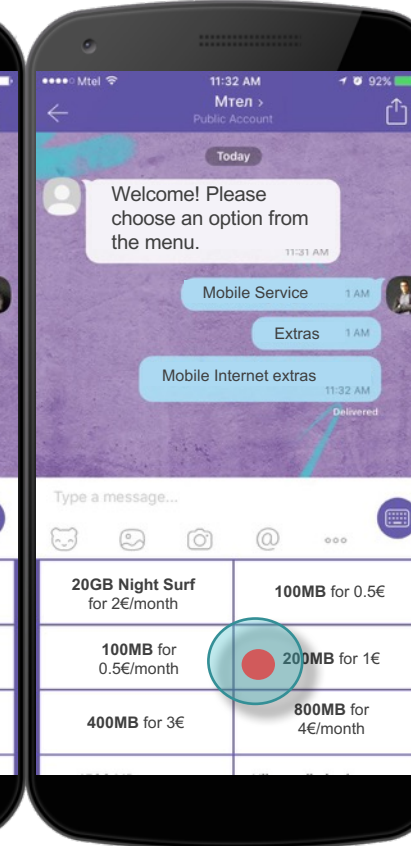 Mtel 11:32 AM 92%
Мтел >
Public Account
Today
Welcome! Please
choose an option from
the menu.
11:31 AM
Mobile Service 1 AM
Extras 1 AM
Mobile Internet extras
11:32 AM
Delivered
Type a message...
20GB Night Surf
for 2€/month
100MB for 0.5€
100MB for
0.5€/month
200MB for 1€
400MB for 3€
800MB for
4€/month